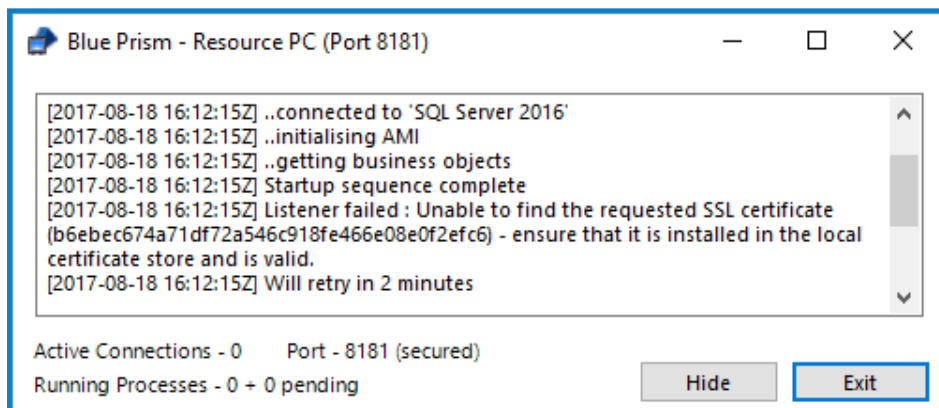 Blue Prism - Resource PC (Port 8181)
[2017-08-18 16:12:15Z] ..connected to 'SQL Server 2016'
[2017-08-18 16:12:15Z] ..initialising AMI
[2017-08-18 16:12:15Z] ..getting business objects
[2017-08-18 16:12:15Z] Startup sequence complete
[2017-08-18 16:12:15Z] Listener failed : Unable to find the requested SSL certificate
(b6ebec674a71df72a546c918fe466e08e0f2efc6) - ensure that it is installed in the local
certificate store and is valid.
[2017-08-18 16:12:15Z] Will retry in 2 minutes
Active Connections - 0 Port - 8181 (secured)
Running Processes - 0 + 0 pending
Hide Exit